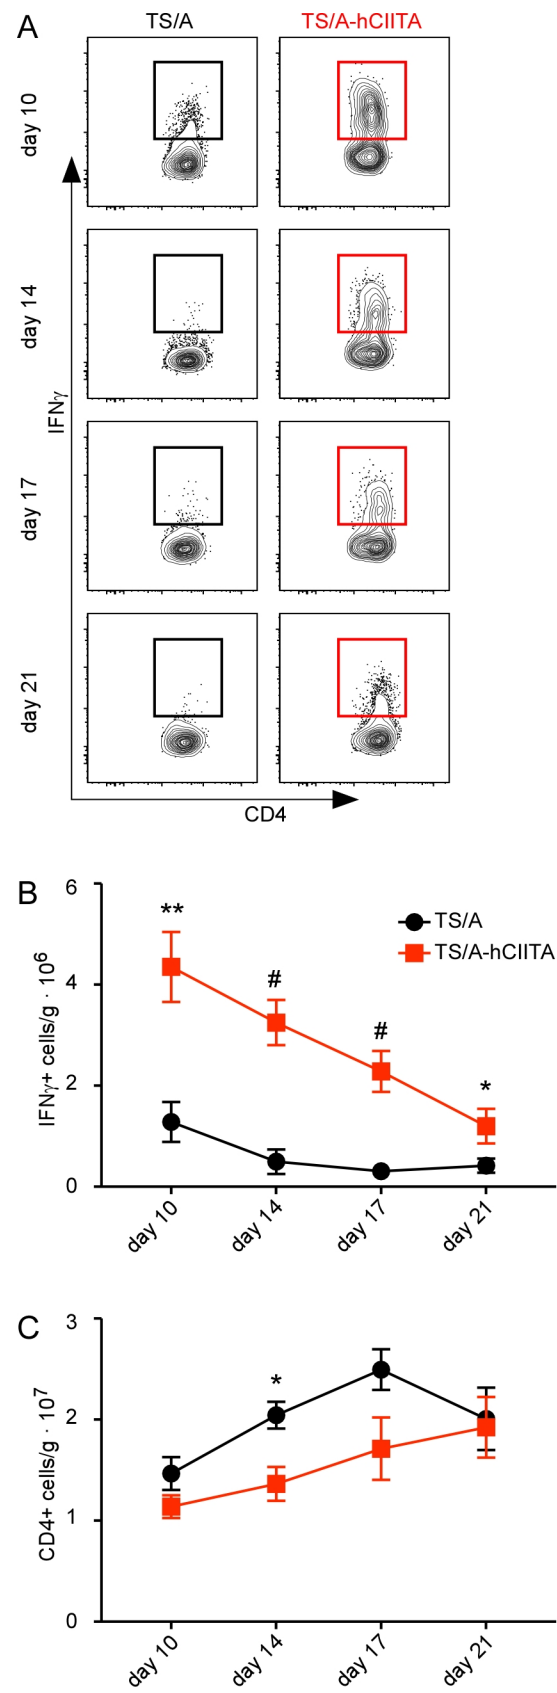 A
TS/A
TS/A-hCIITA
day 10
day 14
day 17
day 21
IFNγ
CD4
B
6
4
2
0
IFNγ+ cells/g · 10⁶
**
#
#
*
TS/A
TS/A-hCIITA
day 10
day 14
day 17
day 21
C
3
2
1
0
CD4+ cells/g · 10⁷
*
day 10
day 14
day 17
day 21